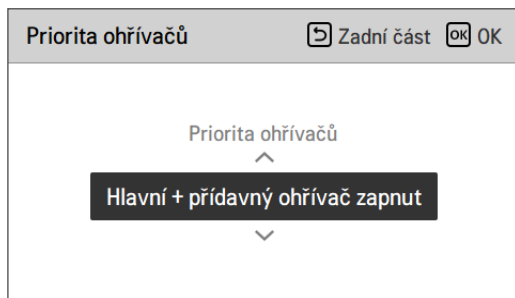 Priorita ohřívačů Zadní část OK OK
Priorita ohřívačů
Hlavní + přídavný ohřívač zapnut